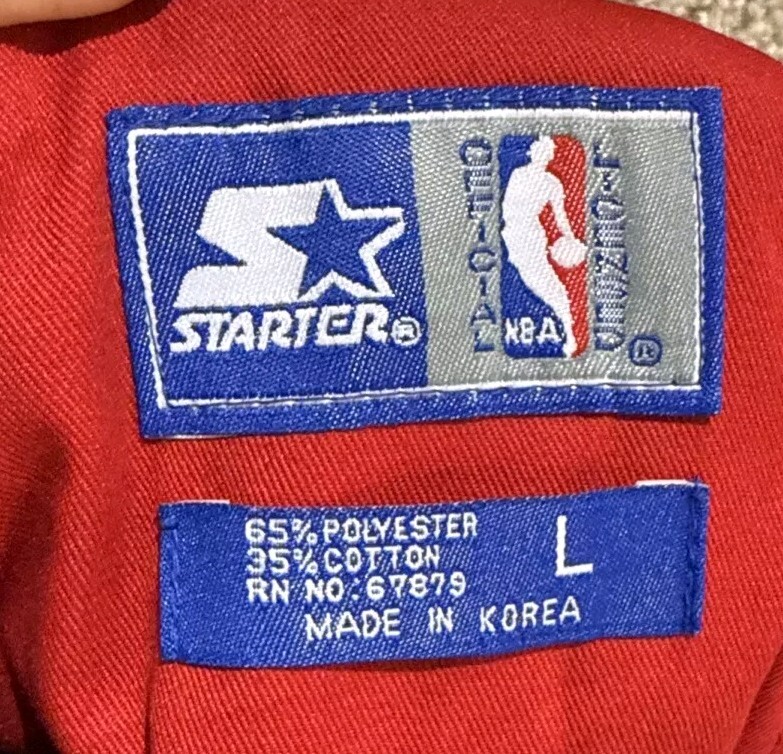 STARTER®
OFFICIAL
NBA
LICENSED
®
65% POLYESTER
35% COTTON
RN NO:67879
MADE IN KOREA
L